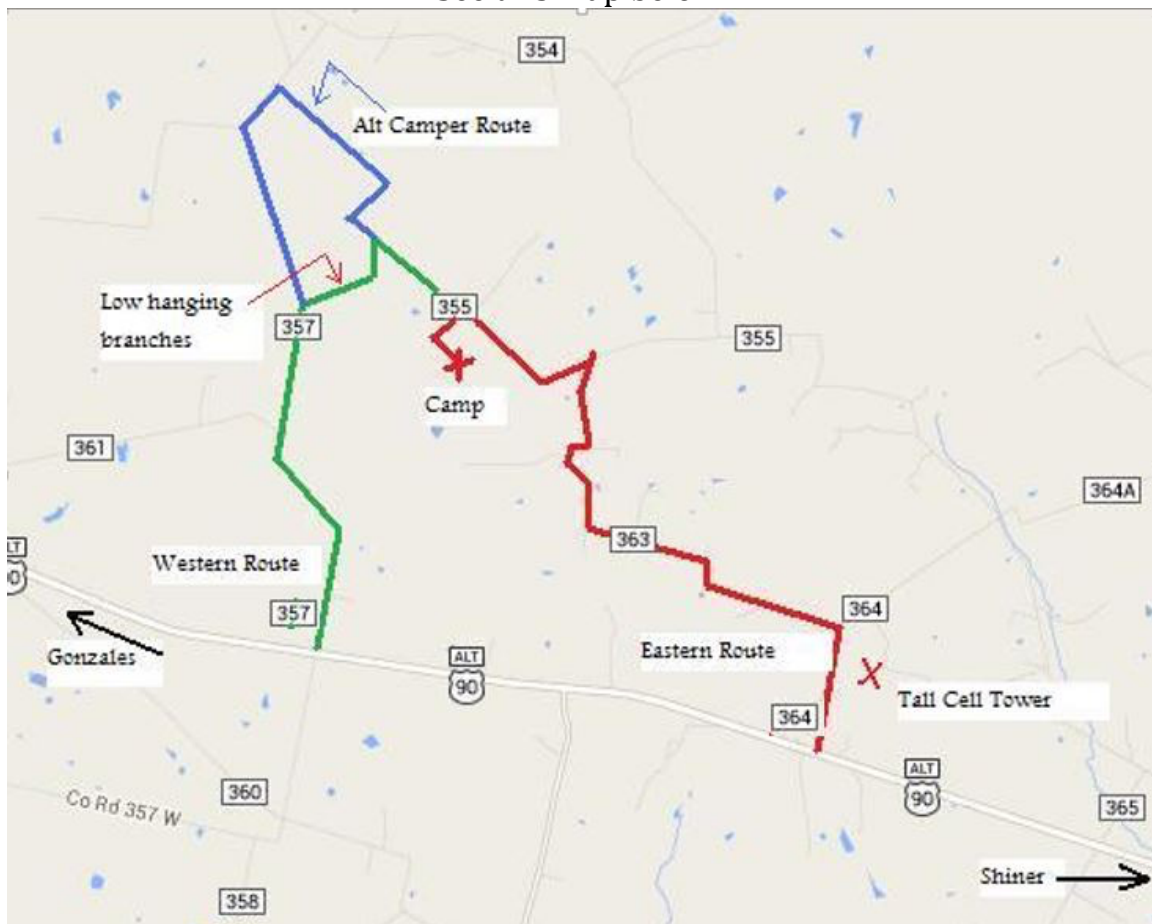 354
Alt Camper Route
Low hanging
branches
357
355
355
Camp
361
364A
Western Route
363
364
357
Gonzales
Eastern Route
ALT
90
Tall Cell Tower
364
ALT
90
360
Co Rd 357 W
365
Shiner
358